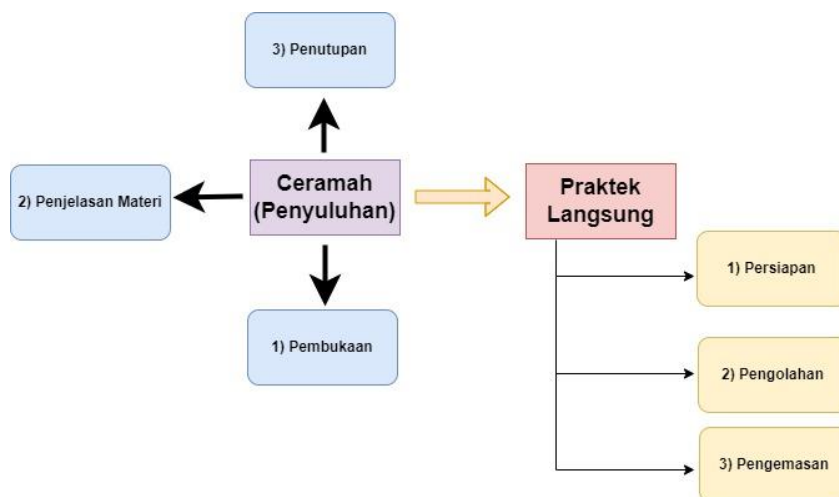 3) Penutupan
2) Penjelasan Materi
Ceramah
(Penyuluhan)
1) Pembukaan
Praktek
Langsung
1) Persiapan
2) Pengolahan
3) Pengemasan